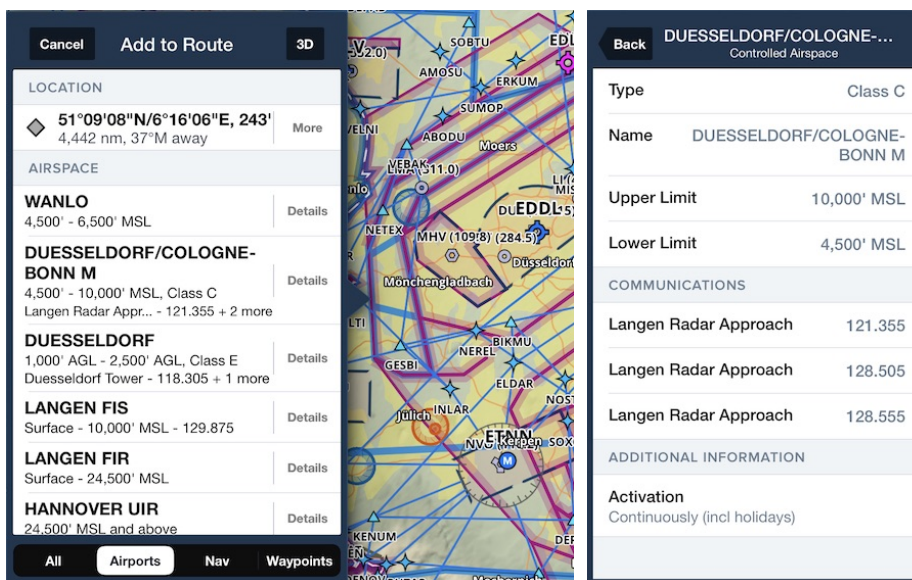 Cancel
Add to Route
3D
LOCATION
51°09'08"N/6°16'06"E, 243'
4,442 nm, 37°M away
More
AIRSPACE
WANLO
4,500' - 6,500' MSL
Details
DUESSELDORF/COLOGNE-
BONN M
4,500' - 10,000' MSL, Class C
Langen Radar Appr... - 121.355 + 2 more
Details
DUESSELDORF
1,000' AGL - 2,500' AGL, Class E
Duesseldorf Tower - 118.305 + 1 more
Details
LANGEN FIS
Surface - 10,000' MSL - 129.875
Details
LANGEN FIR
Surface - 24,500' MSL
Details
HANNOVER UIR
24,500' MSL and above
Details
All
Airports
Nav
Waypoints
SOBTU
EDL
AMOSU
ERKUM
SUMOP
ABODU
Moers
VEBAK
NETEX
EDDL
MHV (109.8)
(284.5)
Düsseldorf
Mönchengladbach
BIKMU
NEREL
GESBI
ELDAR
INLAR
Jülich
ETNN
Kerpen
SOX
KENUM
Back
DUESSELDORF/COLOGNE-...
Controlled Airspace
Type
Class C
Name
DUESSELDORF/COLOGNE-
BONN M
Upper Limit
10,000' MSL
Lower Limit
4,500' MSL
COMMUNICATIONS
Langen Radar Approach
121.355
Langen Radar Approach
128.505
Langen Radar Approach
128.555
ADDITIONAL INFORMATION
Activation
Continuously (incl holidays)